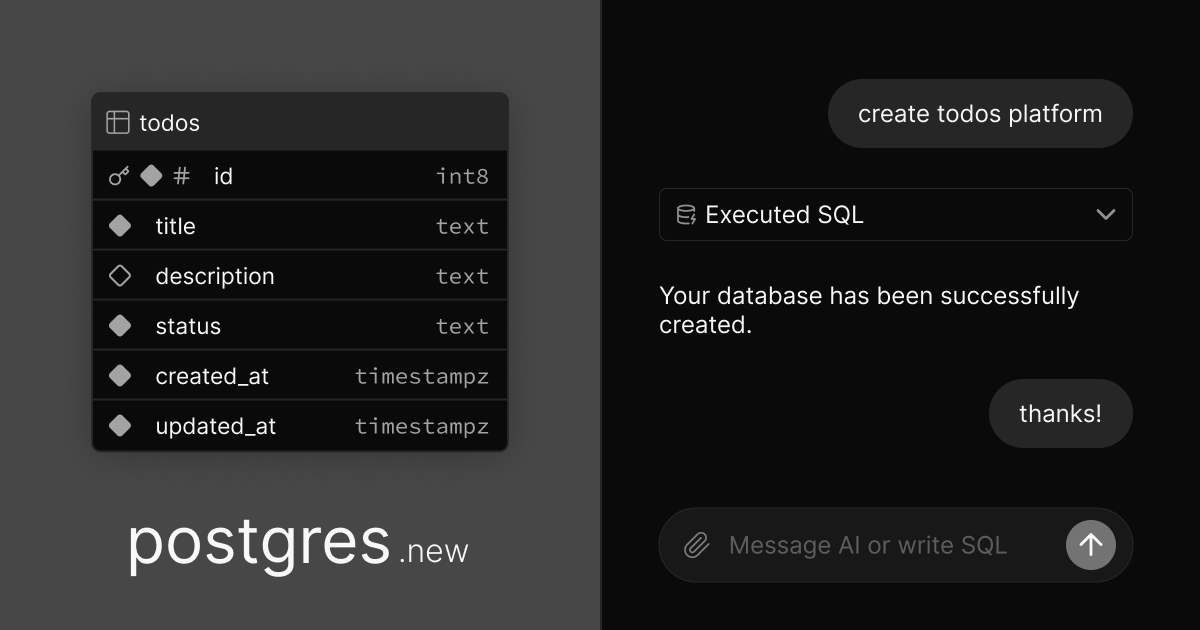 todos
# id int8
title text
description text
status text
created_at timestampz
updated_at timestampz
postgres .new
create todos platform
Executed SQL
Your database has been successfully
created.
thanks!
Message AI or write SQL